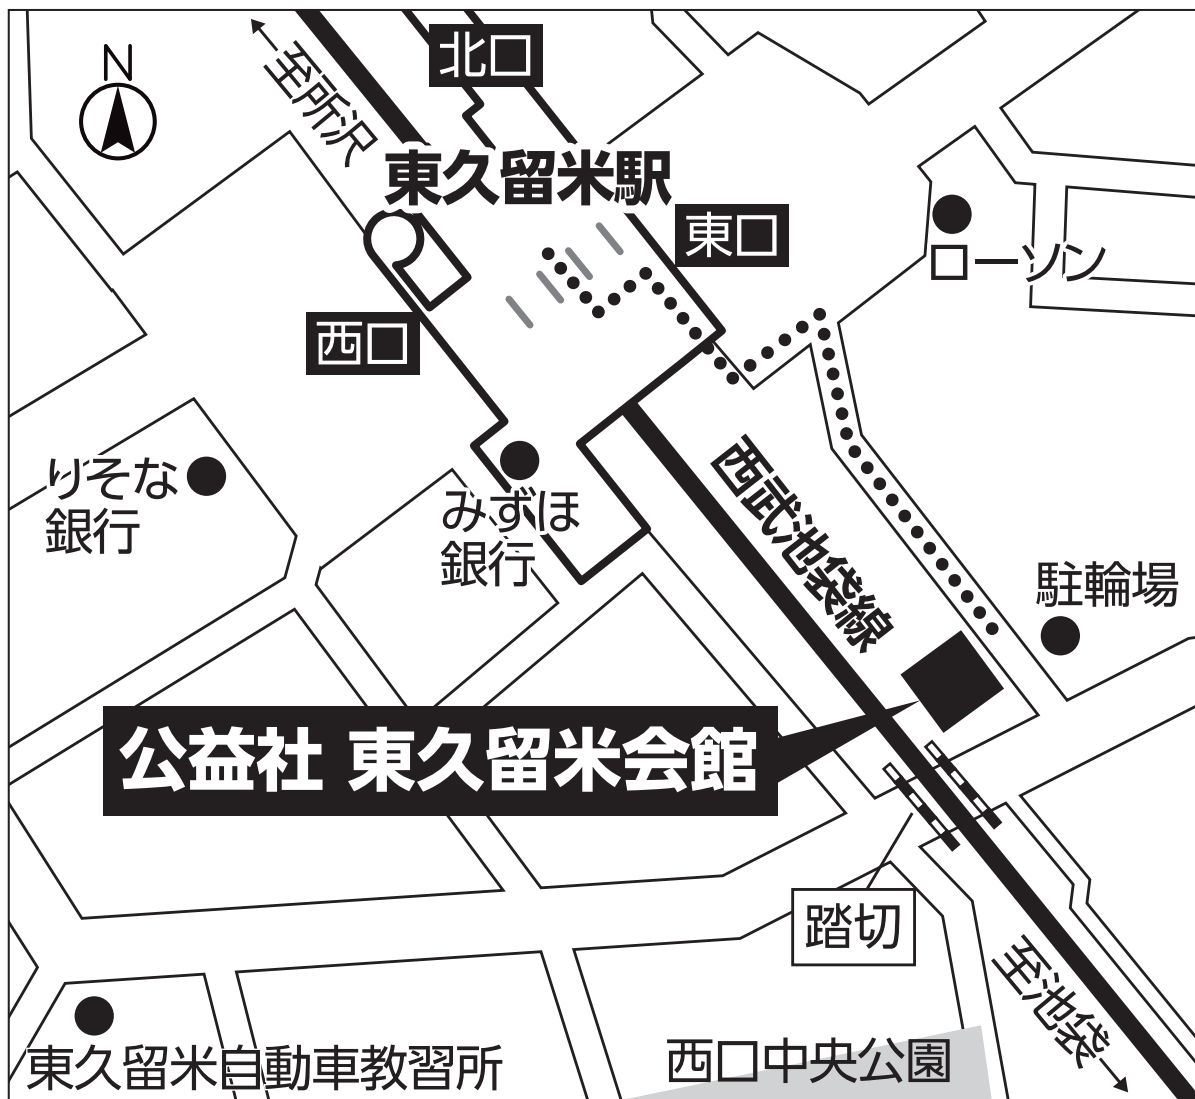 N
至所沢
北口
東久留米駅
東口
ローソン
西口
りそな
銀行
みずほ
銀行
西武池袋線
駐輪場
公益社 東久留米会館
踏切
至池袋
東久留米自動車教習所
西口中央公園